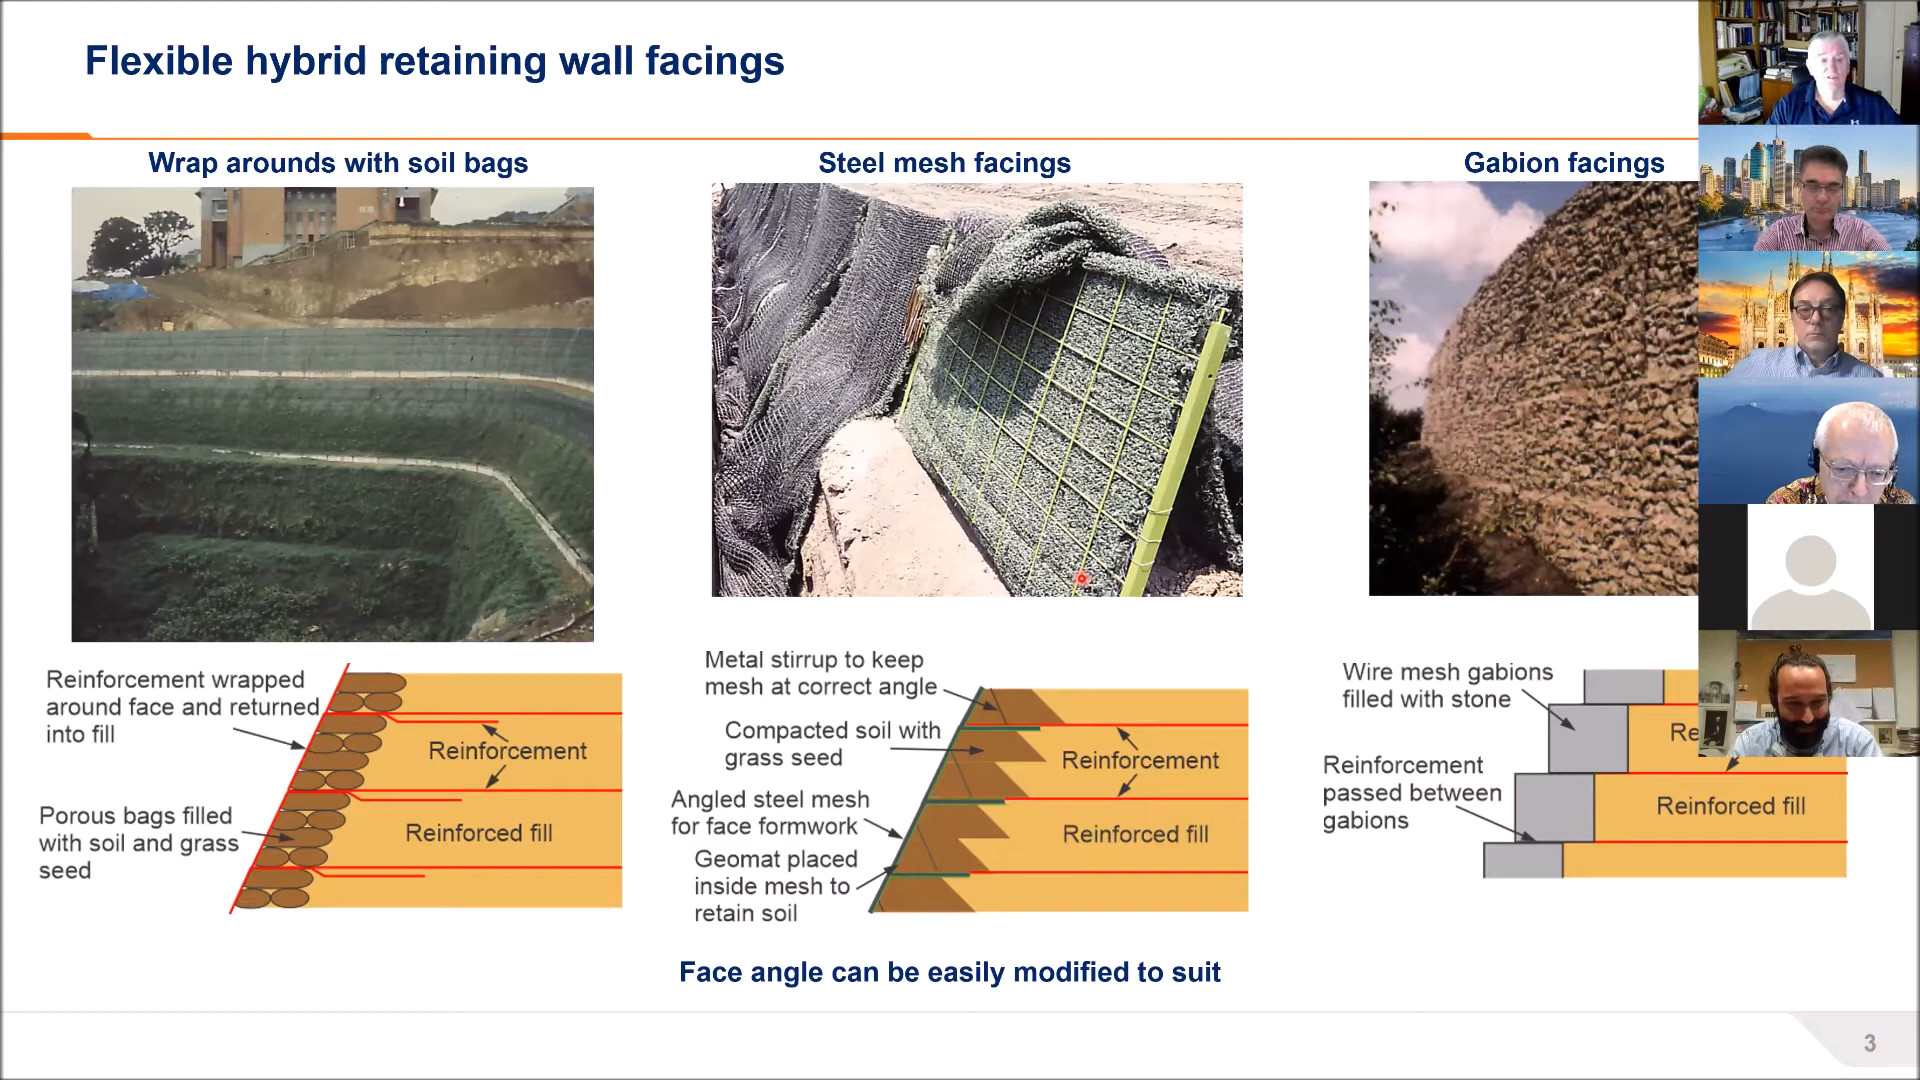 Flexible hybrid retaining wall facings
Wrap arounds with soil bags
Steel mesh facings
Gabion facings
Reinforcement wrapped
around face and returned
into fill
Porous bags filled
with soil and grass
seed
Reinforcement
Reinforced fill
Metal stirrup to keep
mesh at correct angle
Compacted soil with
grass seed
Angled steel mesh
for face formwork
Geomat placed
inside mesh to
retain soil
Reinforcement
Reinforced fill
Wire mesh gabions
filled with stone
Reinforcement
passed between
gabions
Re
Reinforced fill
Face angle can be easily modified to suit
3